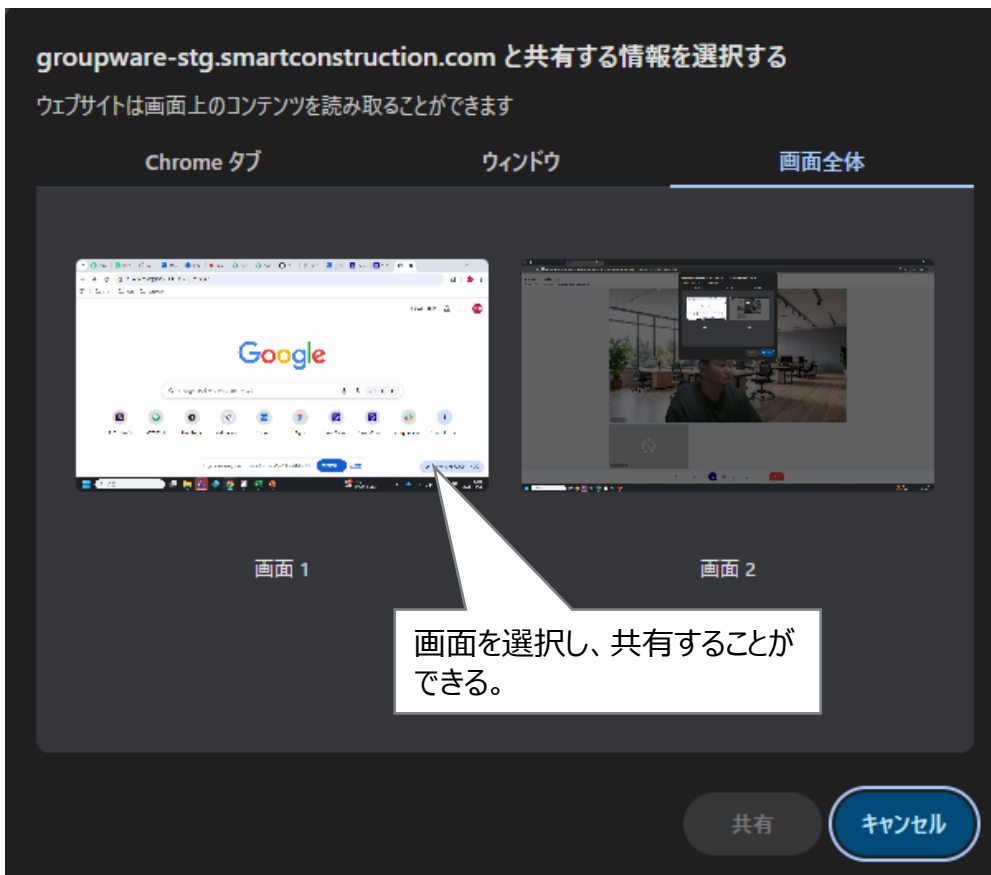 groupware-stg.smartconstruction.com と共有する情報を選択する
ウェブサイトは画面上のコンテンツを読み取ることができます
Chrome タブ
ウィンドウ
画面全体
Google
画面 1
画面 2
画面を選択し、共有することが
できる。
共有
キャンセル